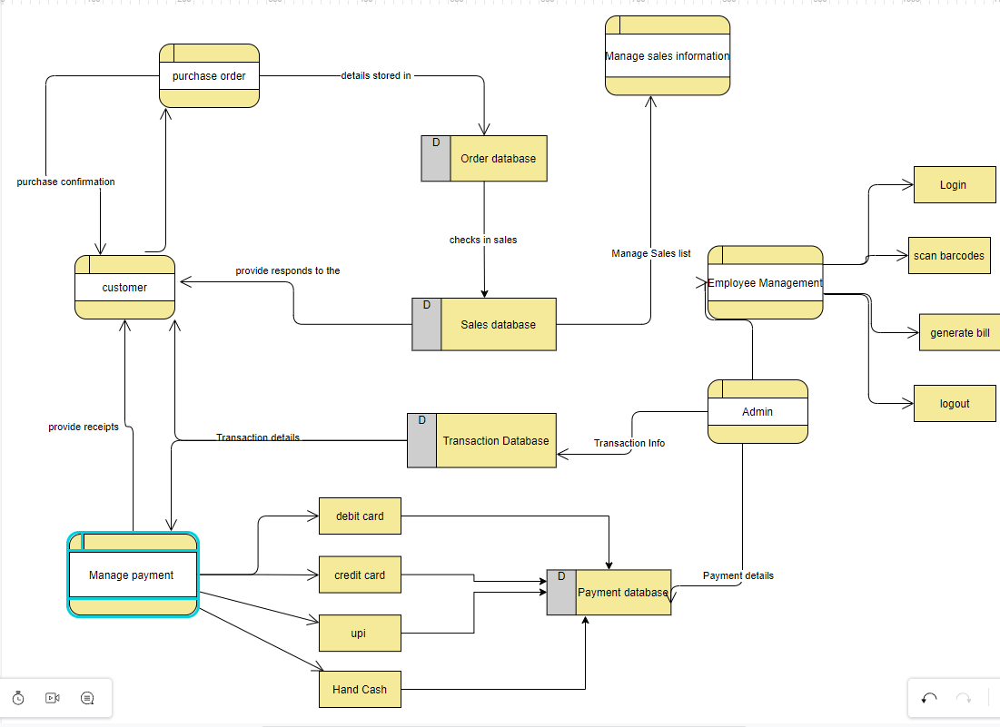 Manage sales information
purchase order
details stored in
D
Order database
purchase confirmation
Login
checks in sales
Manage Sales list
scan barcodes
provide responds to the
customer
Employee Management
D
Sales database
generate bill
logout
Admin
provide receipts
D
Transaction details
Transaction Database
Transaction Info
debit card
Manage payment
credit card
D
Payment database
Payment details
upi
Hand Cash